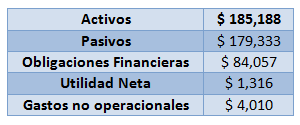 Activos $ 185,188
Pasivos $ 179,333
Obligaciones Financieras $ 84,057
Utilidad Neta $ 1,316
Gastos no operacionales $ 4,010